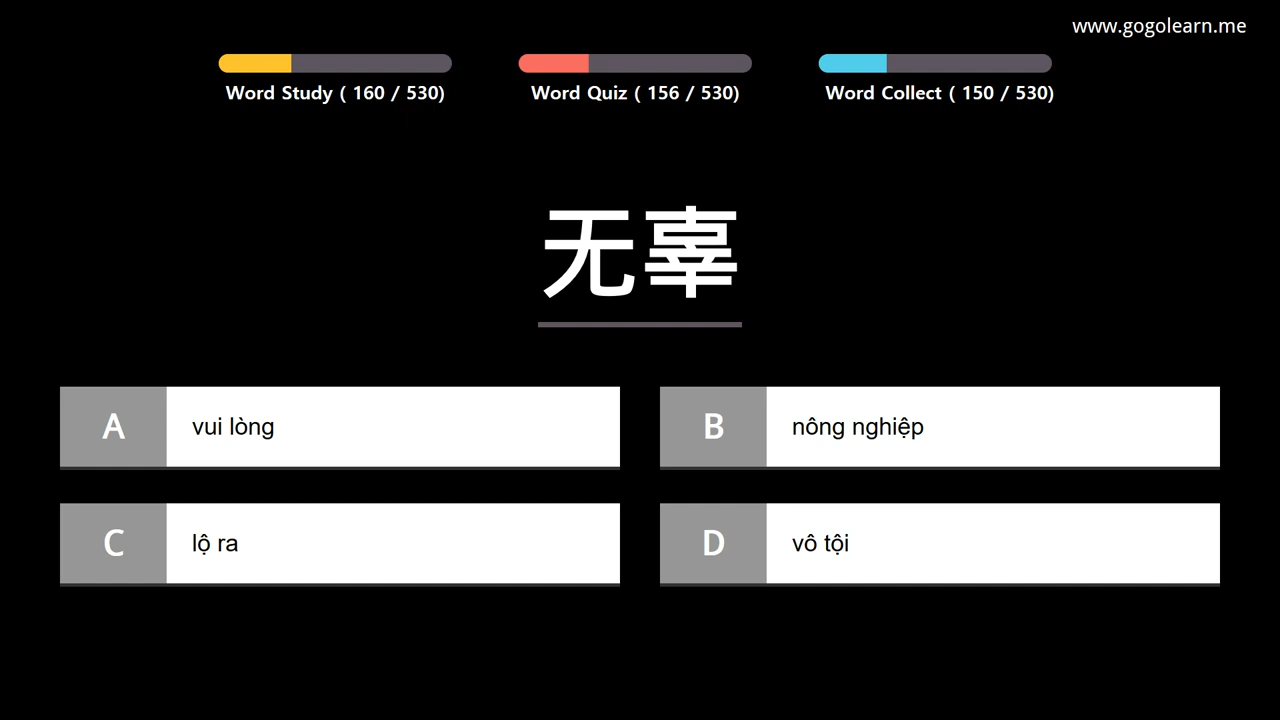 www.gogolearn.me
Word Study ( 160 / 530)
Word Quiz ( 156 / 530)
Word Collect ( 150 / 530)
无辜
A vui lòng
B nông nghiệp
C lộ ra
D vô tội